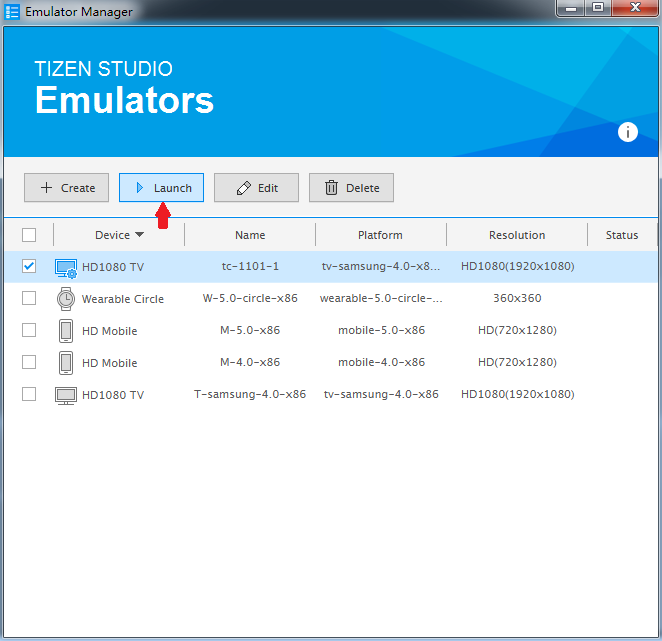 Emulator Manager
TIZEN STUDIO
Emulators
i
Create Launch Edit Delete
Device Name Platform Resolution Status
HD1080 TV tc-1101-1 tv-samsung-4.0-x8... HD1080(1920x1080)
Wearable Circle W-5.0-circle-x86 wearable-5.0-circle-... 360x360
HD Mobile M-5.0-x86 mobile-5.0-x86 HD(720x1280)
HD Mobile M-4.0-x86 mobile-4.0-x86 HD(720x1280)
HD1080 TV T-samsung-4.0-x86 tv-samsung-4.0-x86 HD1080(1920x1080)